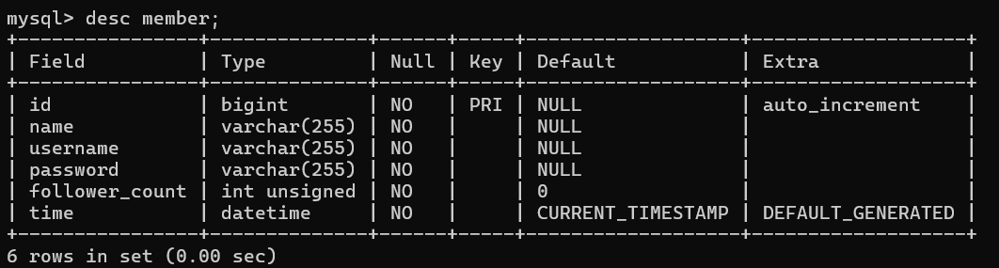 mysql> desc member;
+----------------+--------------+------+-----+-------------------+-------------------+
| Field          | Type         | Null | Key | Default           | Extra             |
+----------------+--------------+------+-----+-------------------+-------------------+
| id             | bigint       | NO   | PRI | NULL              | auto_increment    |
| name           | varchar(255) | NO   |     | NULL              |                   |
| username       | varchar(255) | NO   |     | NULL              |                   |
| password       | varchar(255) | NO   |     | NULL              |                   |
| follower_count | int unsigned | NO   |     | 0                 |                   |
| time           | datetime     | NO   |     | CURRENT_TIMESTAMP | DEFAULT_GENERATED |
+----------------+--------------+------+-----+-------------------+-------------------+
6 rows in set (0.00 sec)